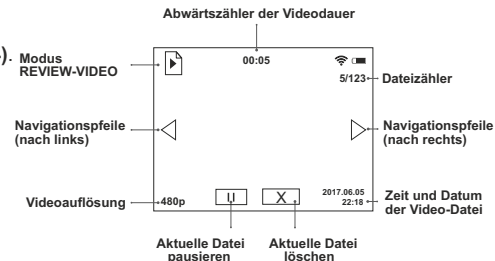 Abwärtszähler der Videodauer
).
Modus
REVIEW-VIDEO
00:05
5/123
Dateizähler
Navigationspfeile
(nach links)
Navigationspfeile
(nach rechts)
Videoauflösung
480p
X
2017.06.05
22:18
Zeit und Datum
der Video-Datei
Aktuelle Datei
pausieren
Aktuelle Datei
löschen